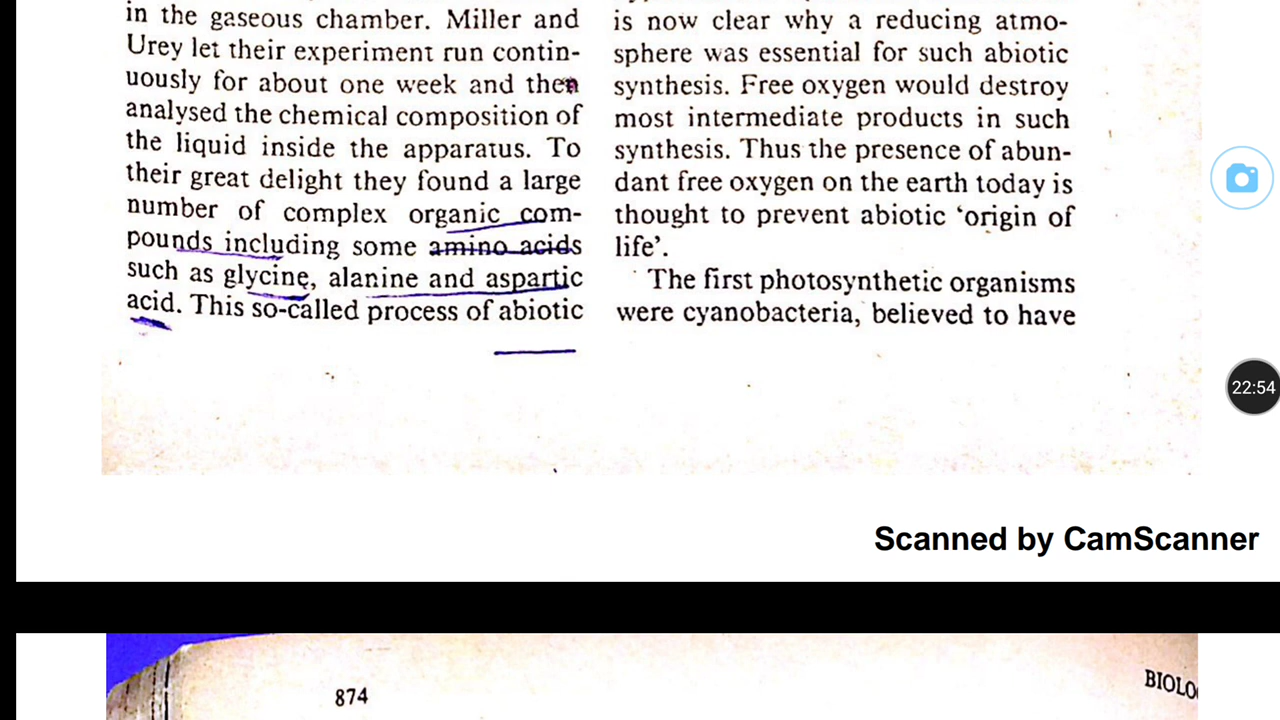 in the gaseous chamber. Miller and
Urey let their experiment run contin-
uously for about one week and then
analysed the chemical composition of
the liquid inside the apparatus. To
their great delight they found a large
number of complex organic com-
pounds including some amino acids
such as glycine, alanine and aspartic
acid. This so-called process of abiotic
is now clear why a reducing atmo-
sphere was essential for such abiotic
synthesis. Free oxygen would destroy
most intermediate products in such
synthesis. Thus the presence of abun-
dant free oxygen on the earth today is
thought to prevent abiotic ‘origin of
life’.
The first photosynthetic organisms
were cyanobacteria, believed to have
22:54
Scanned by CamScanner
874
BIOLO